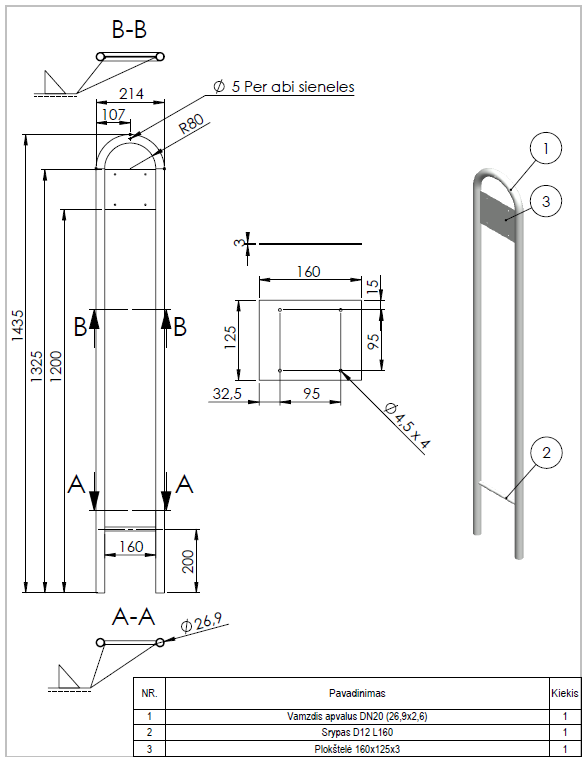 B-B
214
107
Ø 5 Per abi sieneles
R80
1
3
3
160
15
1435
1325
1200
B
B
125
95
32,5
95
Ø 4,5 x 4
A
A
2
160
200
A-A
Ø 26,9
NR. Pavadinimas Kiekis
1 Vamzdis apvalus DN20 (26,9x2,6) 1
2 Srypas D12 L160 1
3 Plokštelė 160x125x3 1